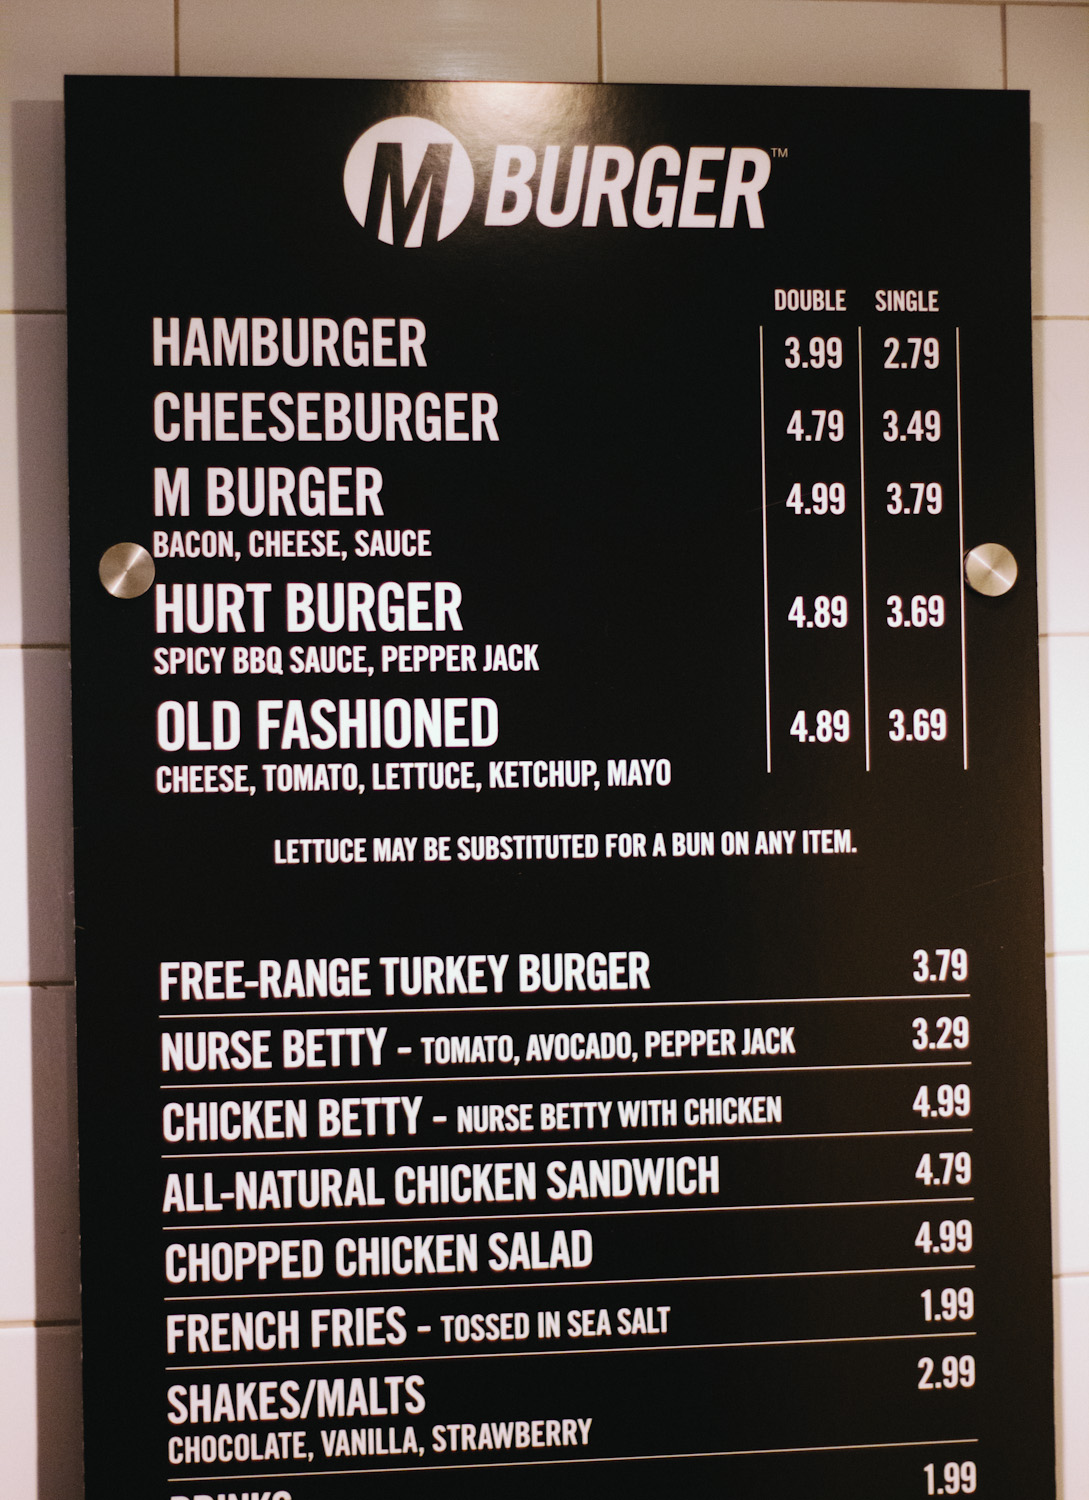 M BURGER™
DOUBLE SINGLE
HAMBURGER 3.99 2.79
CHEESEBURGER 4.79 3.49
M BURGER 4.99 3.79
BACON, CHEESE, SAUCE
HURT BURGER 4.89 3.69
SPICY BBQ SAUCE, PEPPER JACK
OLD FASHIONED 4.89 3.69
CHEESE, TOMATO, LETTUCE, KETCHUP, MAYO
LETTUCE MAY BE SUBSTITUTED FOR A BUN ON ANY ITEM.
FREE-RANGE TURKEY BURGER 3.79
NURSE BETTY - TOMATO, AVOCADO, PEPPER JACK 3.29
CHICKEN BETTY - NURSE BETTY WITH CHICKEN 4.99
ALL-NATURAL CHICKEN SANDWICH 4.79
CHOPPED CHICKEN SALAD 4.99
FRENCH FRIES - TOSSED IN SEA SALT 1.99
SHAKES/MALTS 2.99
CHOCOLATE, VANILLA, STRAWBERRY
DRINKS 1.99